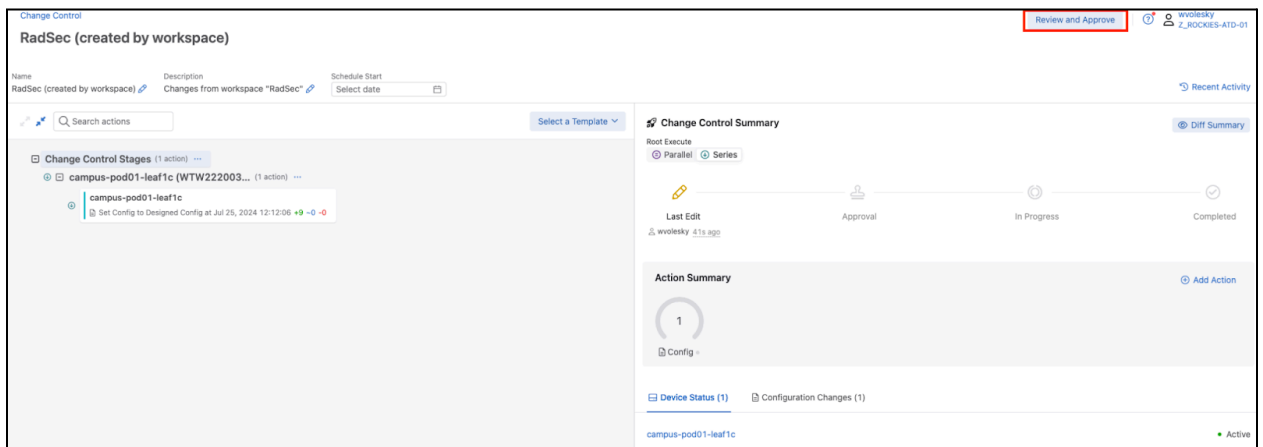 Change Control
Review and Approve
wvolesky
Z_ROCKIES-ATD-01
RadSec (created by workspace)
Name
Description
Schedule Start
RadSec (created by workspace)
Changes from workspace "RadSec"
Select date
Recent Activity
Search actions
Select a Template
Change Control Summary
Diff Summary
Root Execute
Parallel
Series
Change Control Stages (1 action) ...
campus-pod01-leaf1c (WTW222003... (1 action) ...
campus-pod01-leaf1c
Set Config to Designed Config at Jul 25, 2024 12:12:06 +9 ~0 -0
Last Edit
Approval
In Progress
Completed
wvolesky 41s ago
Action Summary
Add Action
1
Config
Device Status (1)
Configuration Changes (1)
campus-pod01-leaf1c
Active